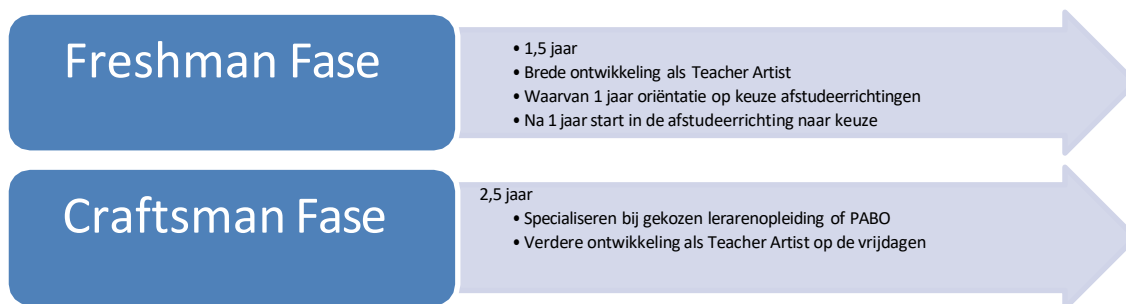 Freshman Fase
• 1,5 jaar
• Brede ontwikkeling als Teacher Artist
• Waarvan 1 jaar oriëntatie op keuze afstudeerrichtingen
• Na 1 jaar start in de afstudeerrichting naar keuze
Craftsman Fase
2,5 jaar
• Specialiseren bij gekozen lerarenopleiding of PABO
• Verdere ontwikkeling als Teacher Artist op de vrijdagen